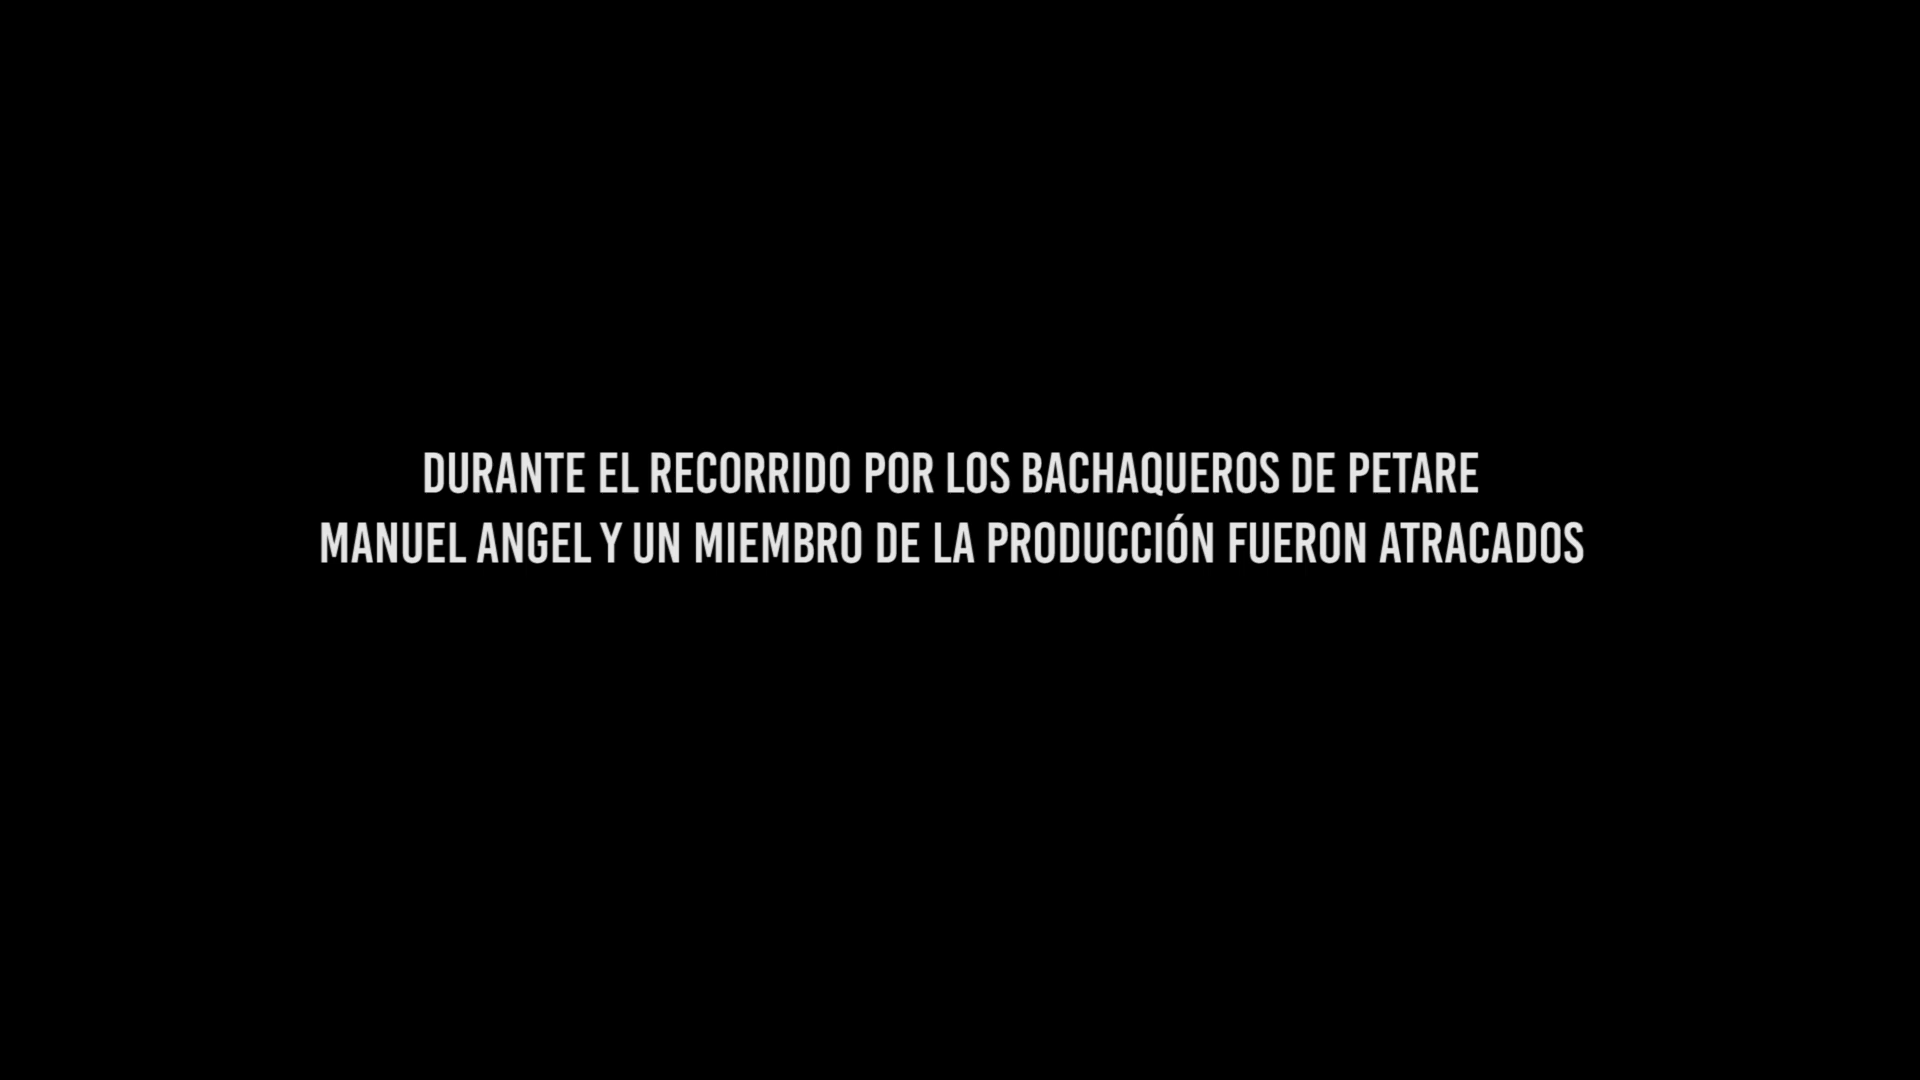 DURANTE EL RECORRIDO POR LOS BACHAQUEROS DE PETARE
MANUEL ANGEL Y UN MIEMBRO DE LA PRODUCCIÓN FUERON ATRACADOS